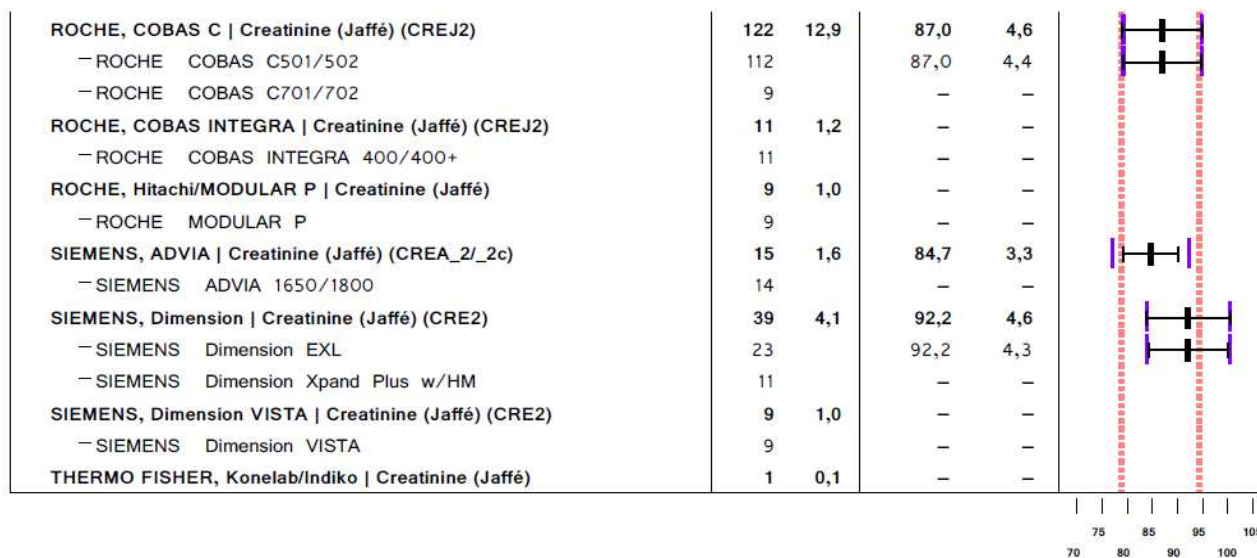 ROCHE, COBAS C | Creatinine (Jaffé) (CREJ2) 122 12,9 87,0 4,6
—ROCHE COBAS C501/502 112 87,0 4,4
—ROCHE COBAS C701/702 9 – –
ROCHE, COBAS INTEGRA | Creatinine (Jaffé) (CREJ2) 11 1,2 – –
—ROCHE COBAS INTEGRA 400/400+ 11 – –
ROCHE, Hitachi/MODULAR P | Creatinine (Jaffé) 9 1,0 – –
—ROCHE MODULAR P 9 – –
SIEMENS, ADVIA | Creatinine (Jaffé) (CREA_2/_2c) 15 1,6 84,7 3,3
—SIEMENS ADVIA 1650/1800 14 – –
SIEMENS, Dimension | Creatinine (Jaffé) (CRE2) 39 4,1 92,2 4,6
—SIEMENS Dimension EXL 23 92,2 4,3
—SIEMENS Dimension Xpand Plus w/HM 11 – –
SIEMENS, Dimension VISTA | Creatinine (Jaffé) (CRE2) 9 1,0 – –
—SIEMENS Dimension VISTA 9 – –
THERMO FISHER, Konelab/Indiko | Creatinine (Jaffé) 1 0,1 – –
75 85 95 105
70 80 90 100